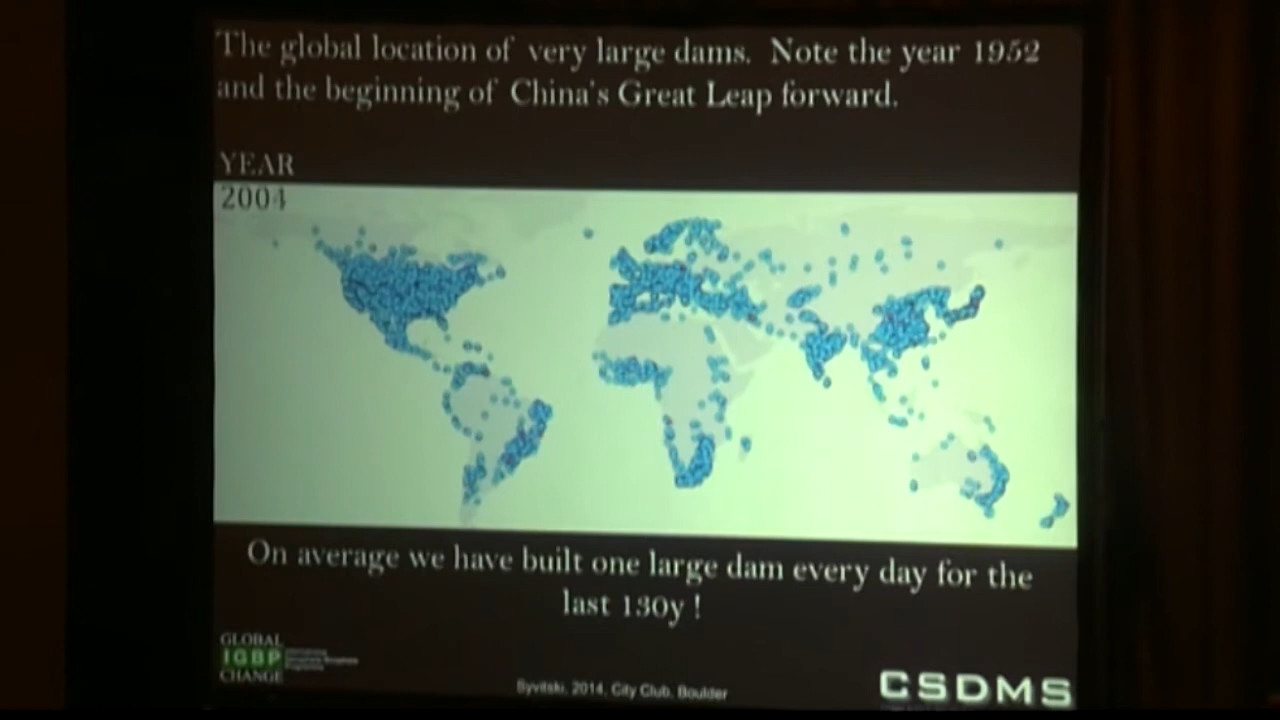 The global location of very large dams. Note the year 1952
and the beginning of China's Great Leap forward.
YEAR
2004
On average we have built one large dam every day for the
last 130y !
GLOBAL
IGBP
CHANGE
Syvitski, 2014, City Club, Boulder
CSDMS